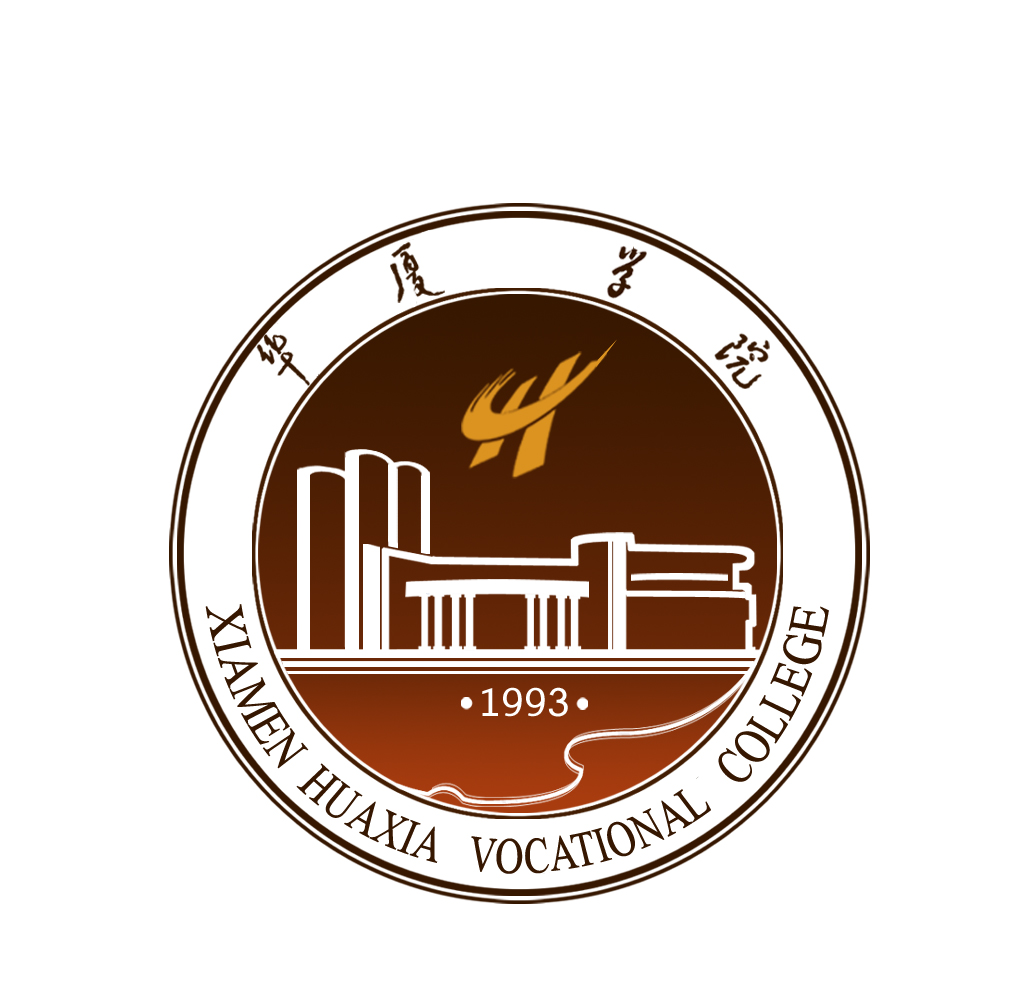 华厦学院
·1993·
XIAMEN HUAXIA VOCATIONAL COLLEGE